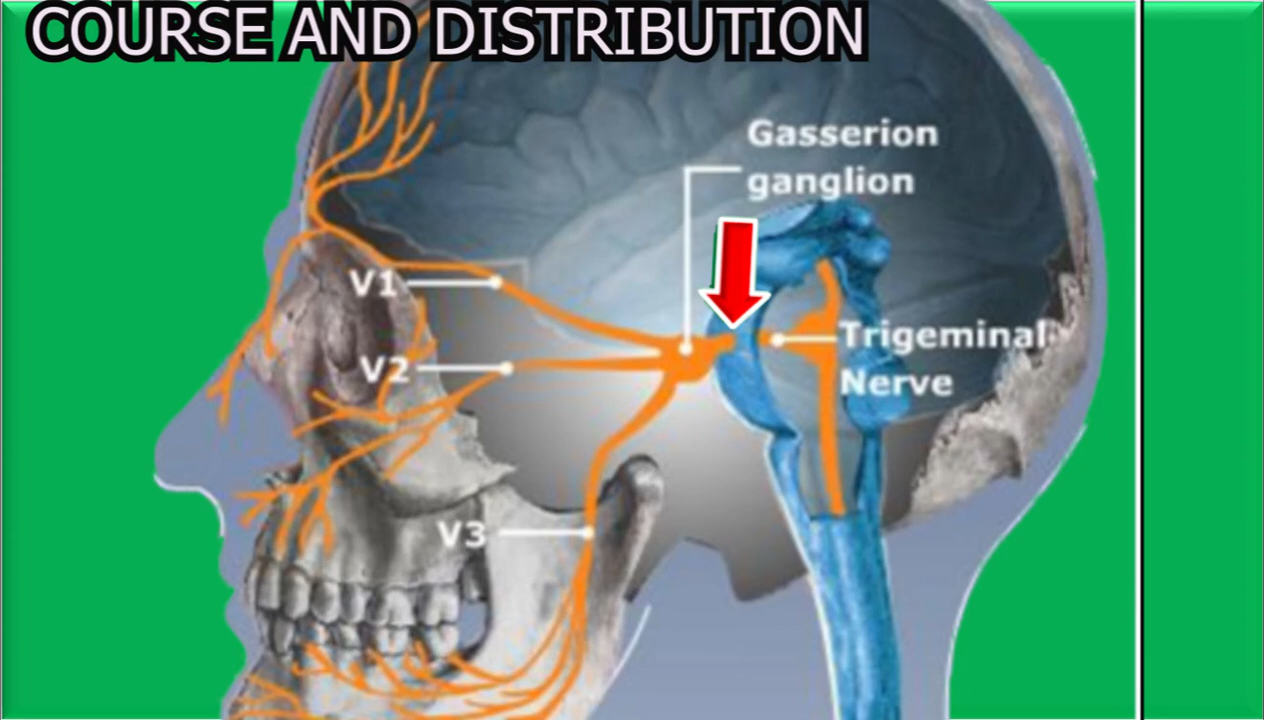 COURSE AND DISTRIBUTION
Gasserion
ganglion
V1
Trigeminal
Nerve
V2
V3